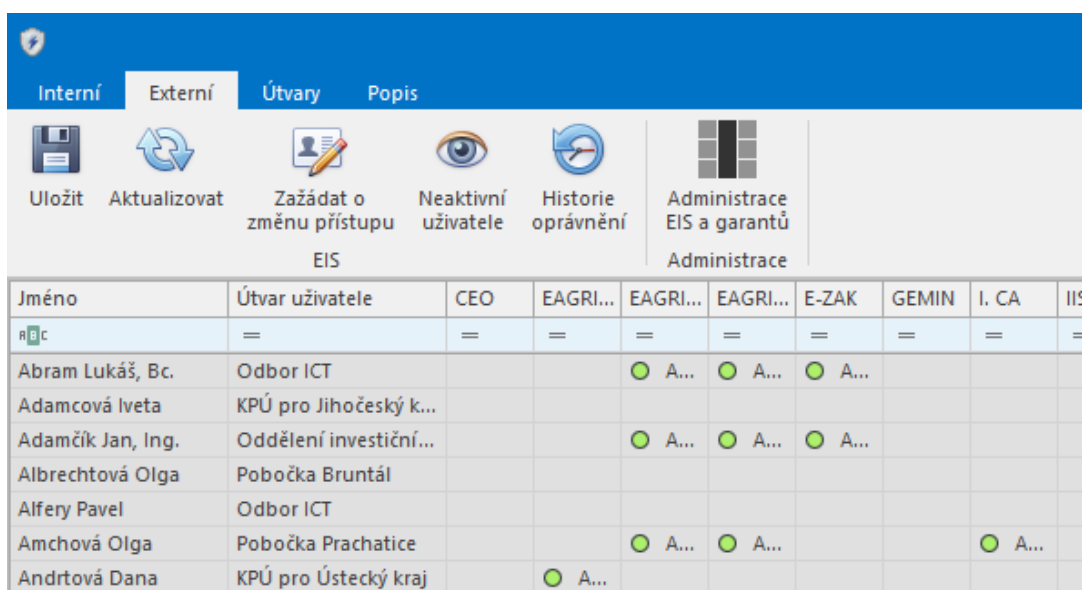 Interní Externí Útvary Popis
Uložit Aktualizovat Zažádat o změnu přístupu Neaktivní uživatele Historie oprávnění Administrace EIS a garantů
EIS Administrace
Jméno Útvar uživatele CEO EAGRI... EAGRI... EAGRI... E-ZAK GEMIN I. CA IIS
ABC = = = = = = = = =
Abram Lukáš, Bc. Odbor ICT A... A... A...
Adamcová Iveta KPÚ pro Jihočeský k...
Adamčík Jan, Ing. Oddělení investiční... A... A... A...
Albrechtová Olga Pobočka Bruntál
Alfery Pavel Odbor ICT
Amchová Olga Pobočka Prachatice A... A... A...
Andrtová Dana KPÚ pro Ústecký kraj A...